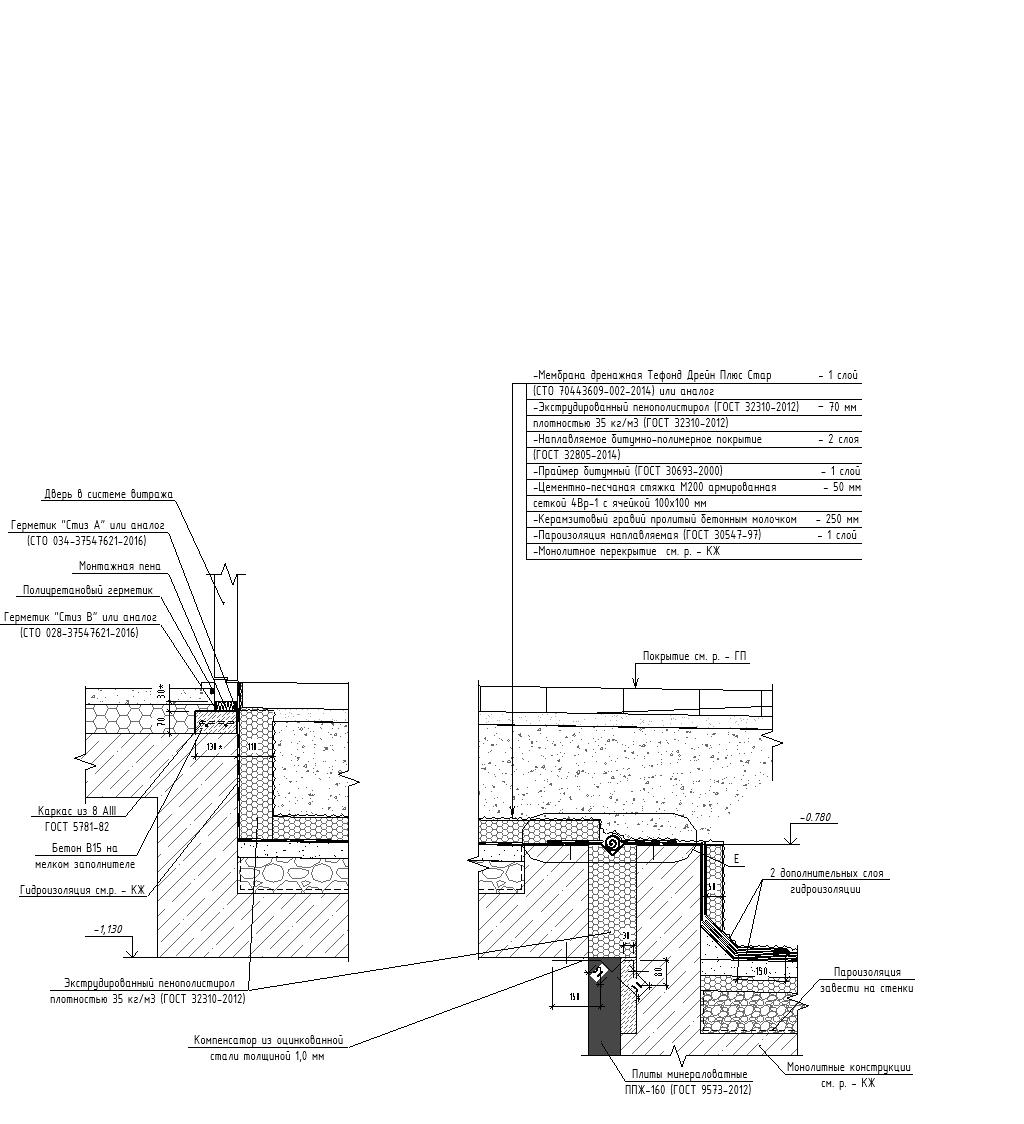 -Мембрана дренажная Тефонд Дрейн Плюс Стар - 1 слой
(СТО 70443609-002-2014) или аналог
-Экструдированный пенополистирол (ГОСТ 32310-2012) - 70 мм
плотностью 35 кг/м3 (ГОСТ 32310-2012)
-Наплавляемое битумно-полимерное покрытие - 2 слоя
(ГОСТ 32805-2014)
-Праймер битумный (ГОСТ 30693-2000) - 1 слой
-Цементно-песчаная стяжка М200 армированная - 50 мм
сеткой 4Вр-1 с ячейкой 100х100 мм
-Керамзитовый гравий пролитый бетонным молочком - 250 мм
-Пароизоляция наплавляемая (ГОСТ 30547-97) - 1 слой
-Монолитное перекрытие см. р. - КЖ
Дверь в системе витража
Герметик "Стиз А" или аналог
(СТО 034-37547621-2016)
Монтажная пена
Полиуретановый герметик
Герметик "Стиз В" или аналог
(СТО 028-37547621-2016)
Покрытие см. р. - ГП
30*
70
130*
110
Каркас из 8 АIII
ГОСТ 5781-82
Бетон В15 на
мелком заполнителе
Гидроизоляция см.р. - КЖ
-1,130
-0.780
Е
2 дополнительных слоя
гидроизоляции
150
80
150
Экструдированный пенополистирол
плотностью 35 кг/м3 (ГОСТ 32310-2012)
Пароизоляция
завести на стенки
Компенсатор из оцинкованной
стали толщиной 1,0 мм
Плиты минераловатные
ППЖ-160 (ГОСТ 9573-2012)
Монолитные конструкции
см. р. - КЖ